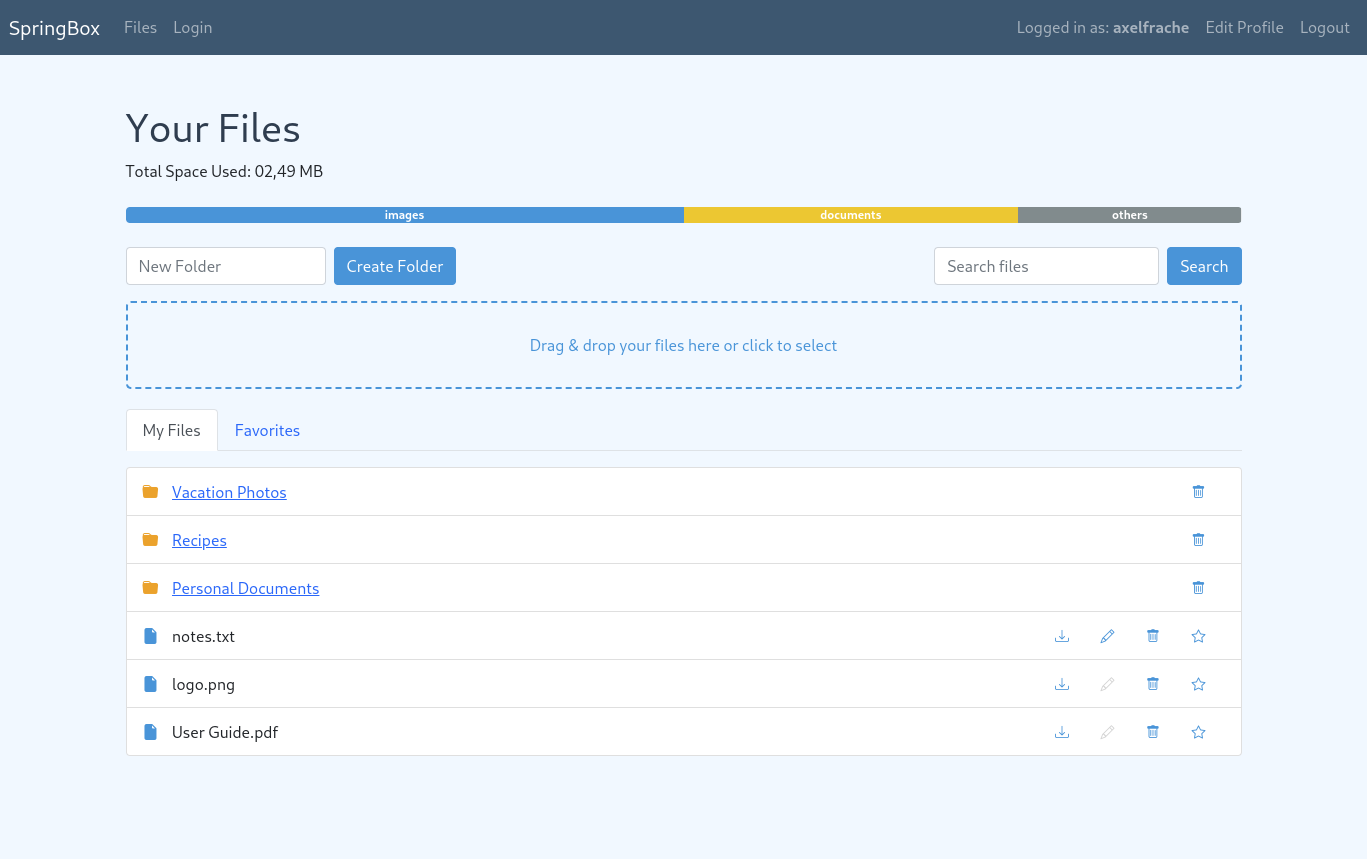 SpringBox Files Login Logged in as: axelfrache Edit Profile Logout
Your Files
Total Space Used: 02,49 MB
images documents others
New Folder Create Folder Search files Search
Drag & drop your files here or click to select
My Files Favorites
Vacation Photos
Recipes
Personal Documents
notes.txt
logo.png
User Guide.pdf